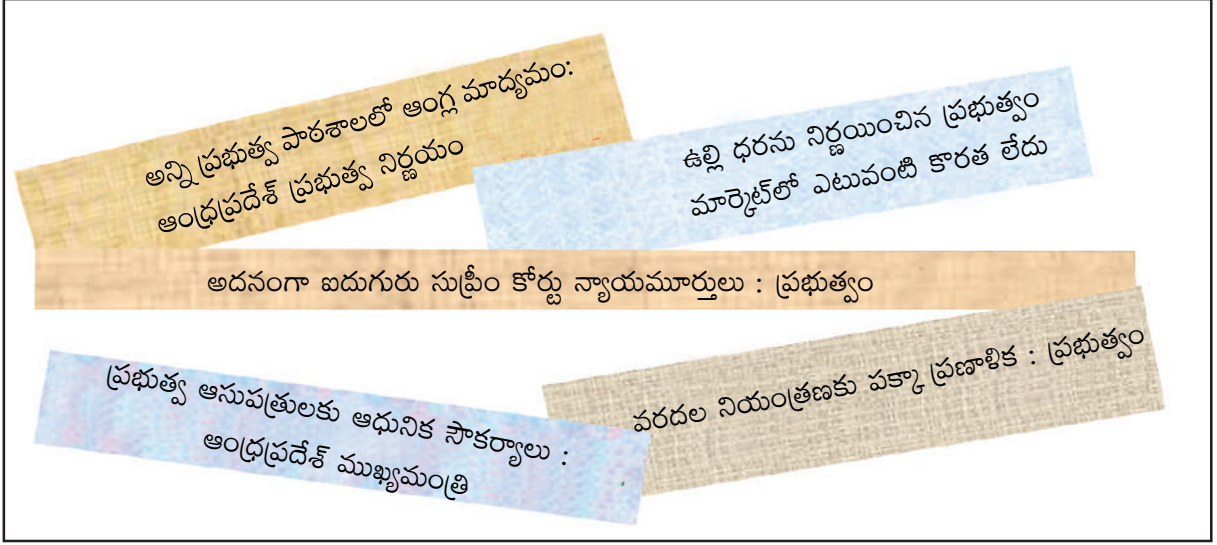 అన్ని ప్రభుత్వ పాఠశాలలో ఆంగ్ల మాద్యమం:
ఆంధ్రప్రదేశ్ ప్రభుత్వ నిర్ణయం
ఉల్లి ధరను నిర్ణయించిన ప్రభుత్వం
మార్కెట్‌లో ఎటువంటి కొరత లేదు
అదనంగా ఐదుగురు సుప్రీం కోర్టు న్యాయమూర్తులు : ప్రభుత్వం
వరదల నియంత్రణకు పక్కా ప్రణాళిక : ప్రభుత్వం
ప్రభుత్వ ఆసుపత్రులకు ఆధునిక సౌకర్యాలు :
ఆంధ్రప్రదేశ్ ముఖ్యమంత్రి